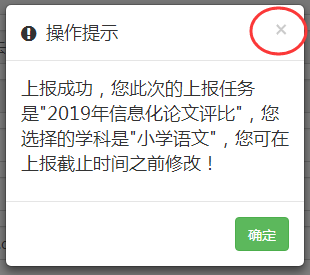 操作提示 ×
上报成功，您此次的上报任务
是"2019年信息化论文评比"，您
选择的学科是"小学语文"，您可在
上报截止时间之前修改！
确定